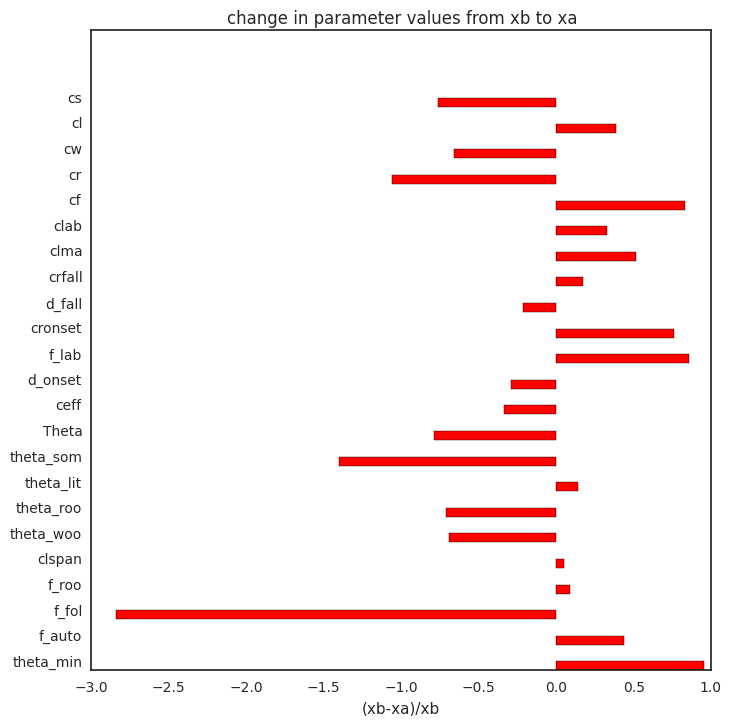 change in parameter values from xb to xa
cs
cl
cw
cr
cf
clab
clma
crfall
d_fall
cronset
f_lab
d_onset
ceff
Theta
theta_som
theta_lit
theta_roo
theta_woo
clspan
f_roo
f_fol
f_auto
theta_min
−3.0 −2.5 −2.0 −1.5 −1.0 −0.5 0.0 0.5 1.0
(xb-xa)/xb